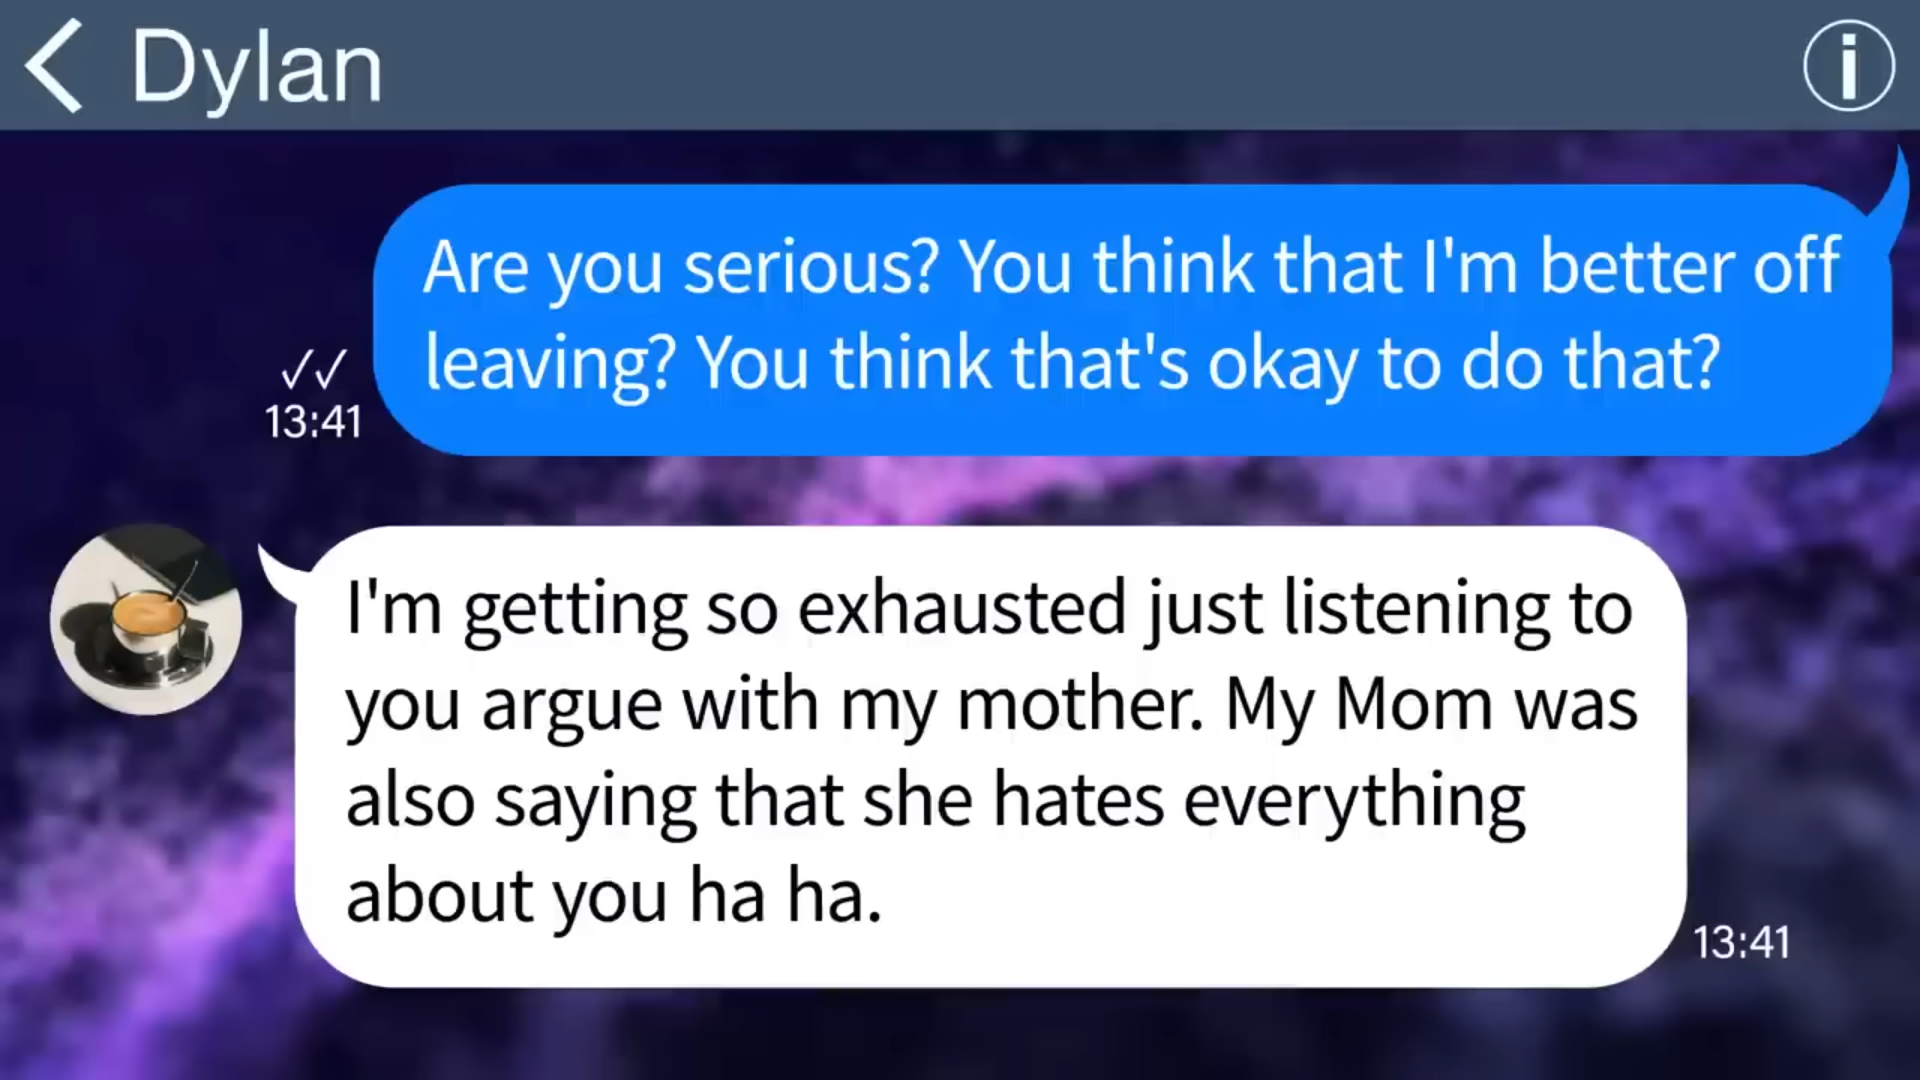 Dylan
Are you serious? You think that I'm better off
leaving? You think that's okay to do that?
13:41
I'm getting so exhausted just listening to
you argue with my mother. My Mom was
also saying that she hates everything
about you ha ha.
13:41